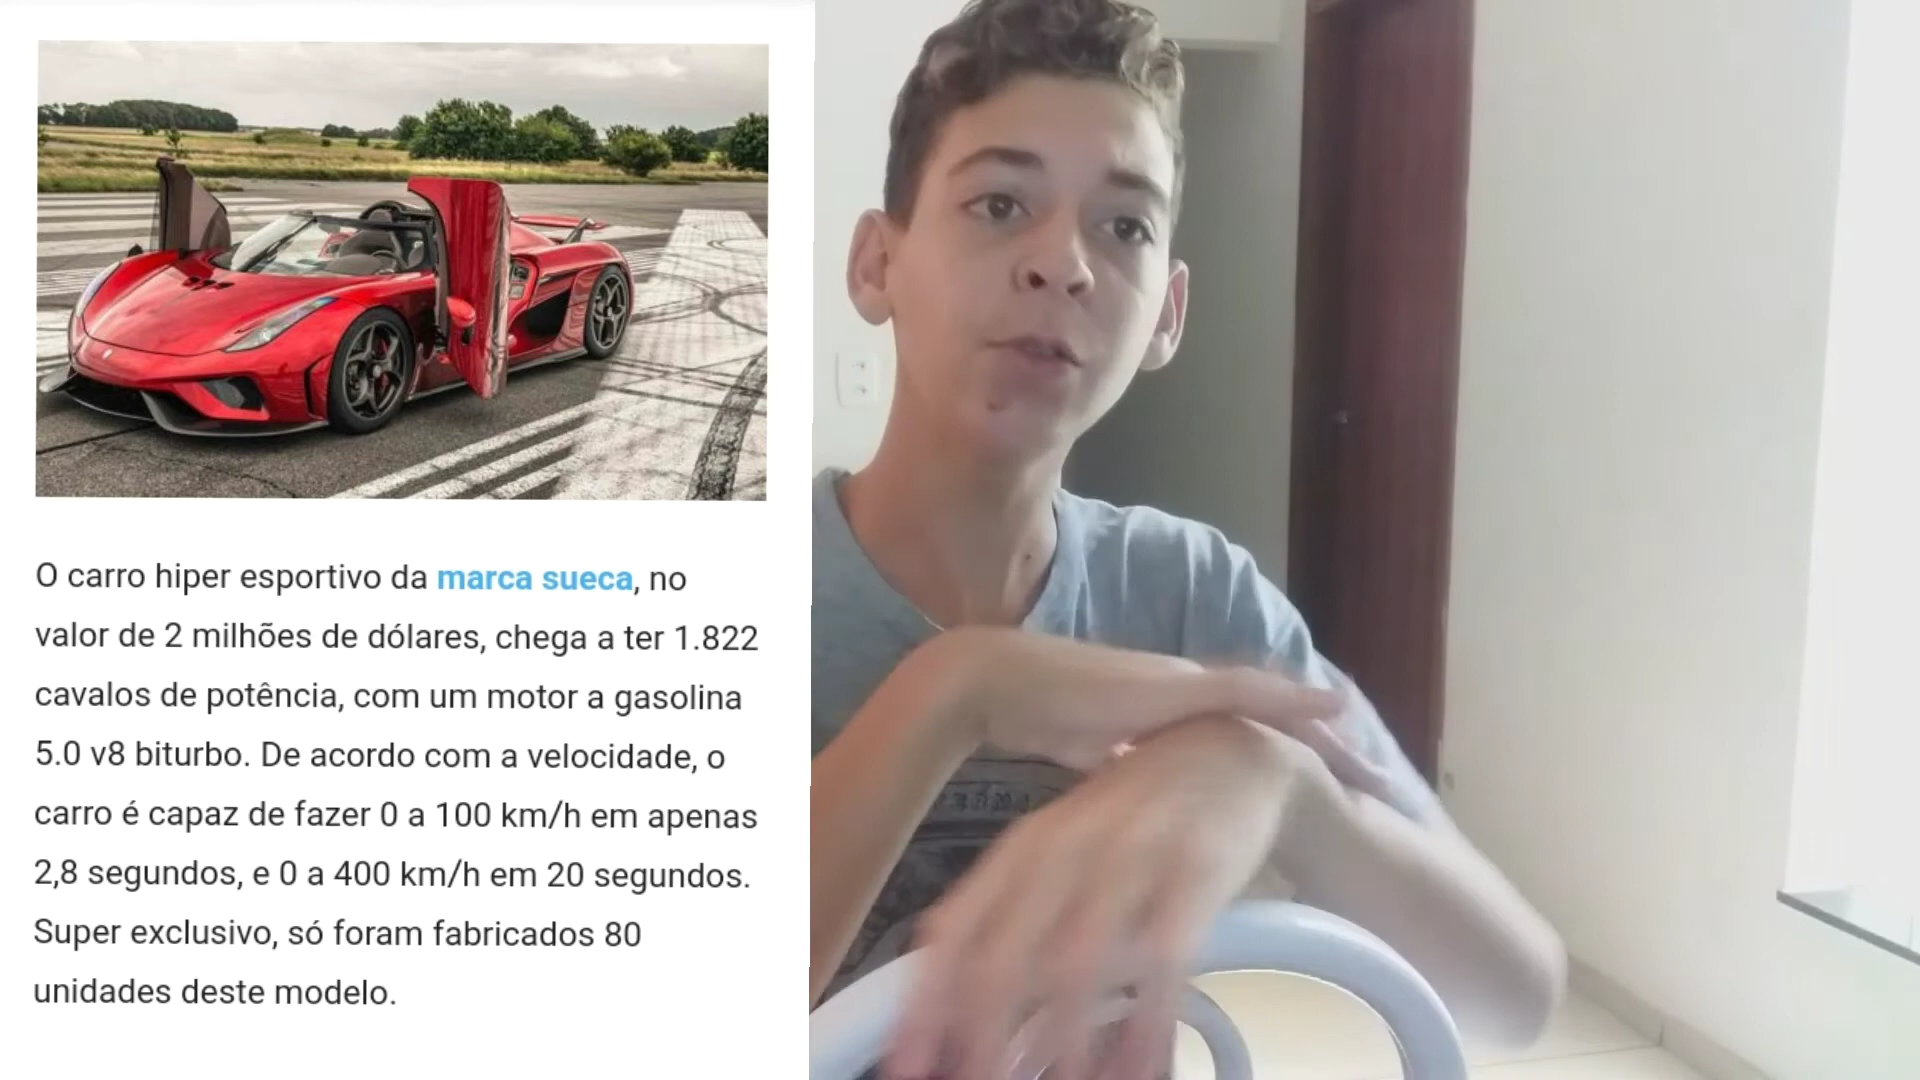 O carro hiper esportivo da marca sueca, no
valor de 2 milhões de dólares, chega a ter 1.822
cavalos de potência, com um motor a gasolina
5.0 v8 biturbo. De acordo com a velocidade, o
carro é capaz de fazer 0 a 100 km/h em apenas
2,8 segundos, e 0 a 400 km/h em 20 segundos.
Super exclusivo, só foram fabricados 80
unidades deste modelo.